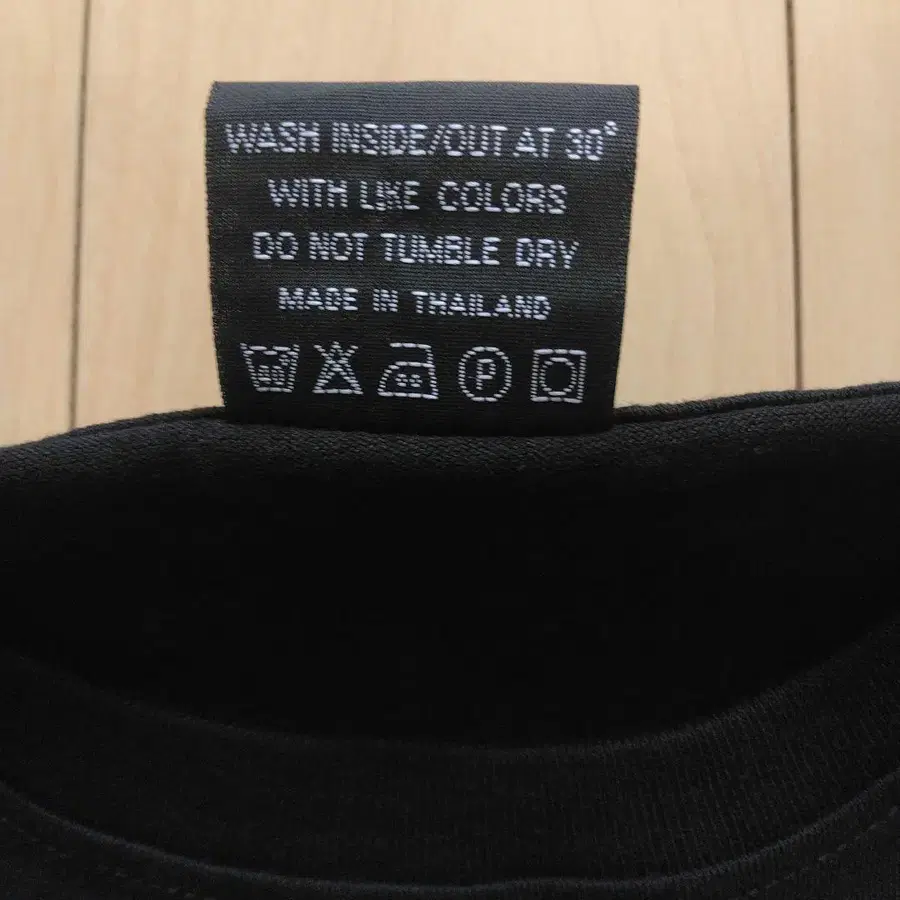 WASH INSIDE/OUT AT 30°
WITH LIKE COLORS
DO NOT TUMBLE DRY
MADE IN THAILAND
P